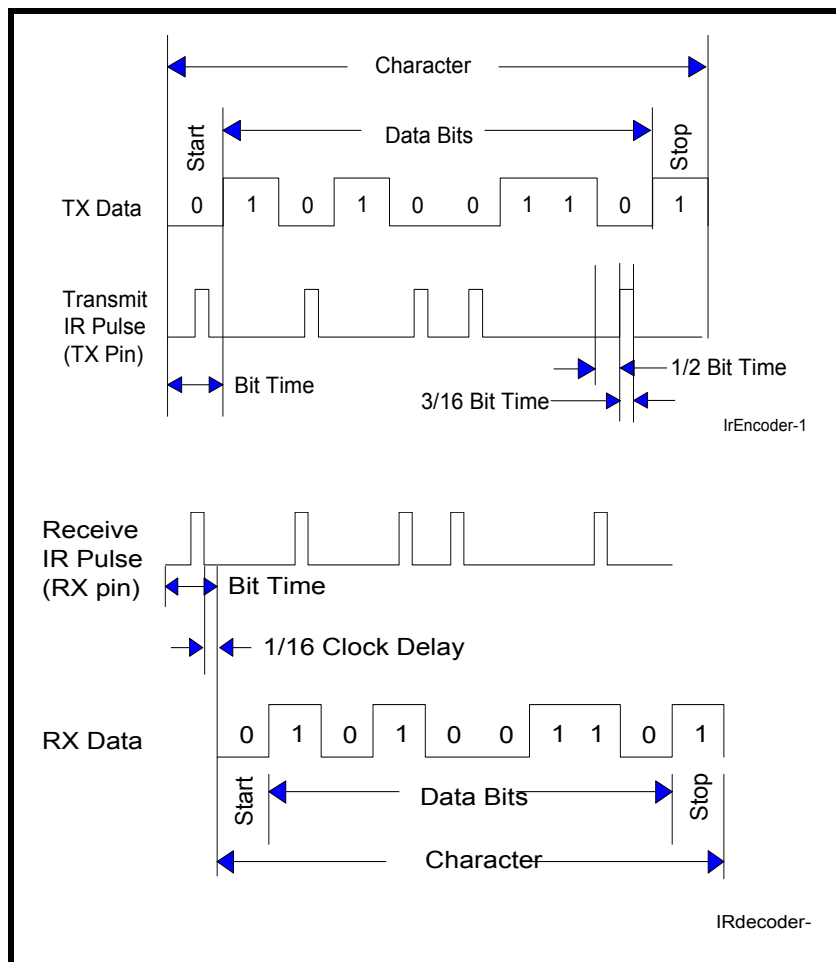 Character
Start
Data Bits
Stop
TX Data
0 1 0 1 0 0 1 1 0 1
Transmit
IR Pulse
(TX Pin)
Bit Time
1/2 Bit Time
3/16 Bit Time
IrEncoder-1
Receive
IR Pulse
(RX pin)
Bit Time
1/16 Clock Delay
RX Data
0 1 0 1 0 0 1 1 0 1
Start
Data Bits
Stop
Character
IRdecoder-